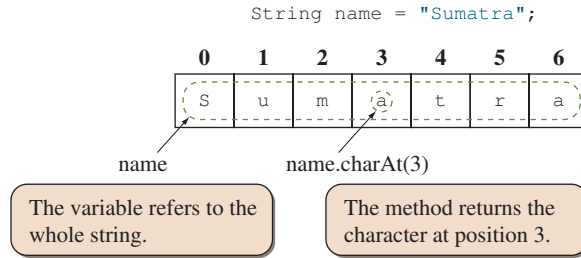 String name = "Sumatra";
0 1 2 3 4 5 6
S u m a t r a
name name.charAt(3)
The variable refers to the
whole string.
The method returns the
character at position 3.